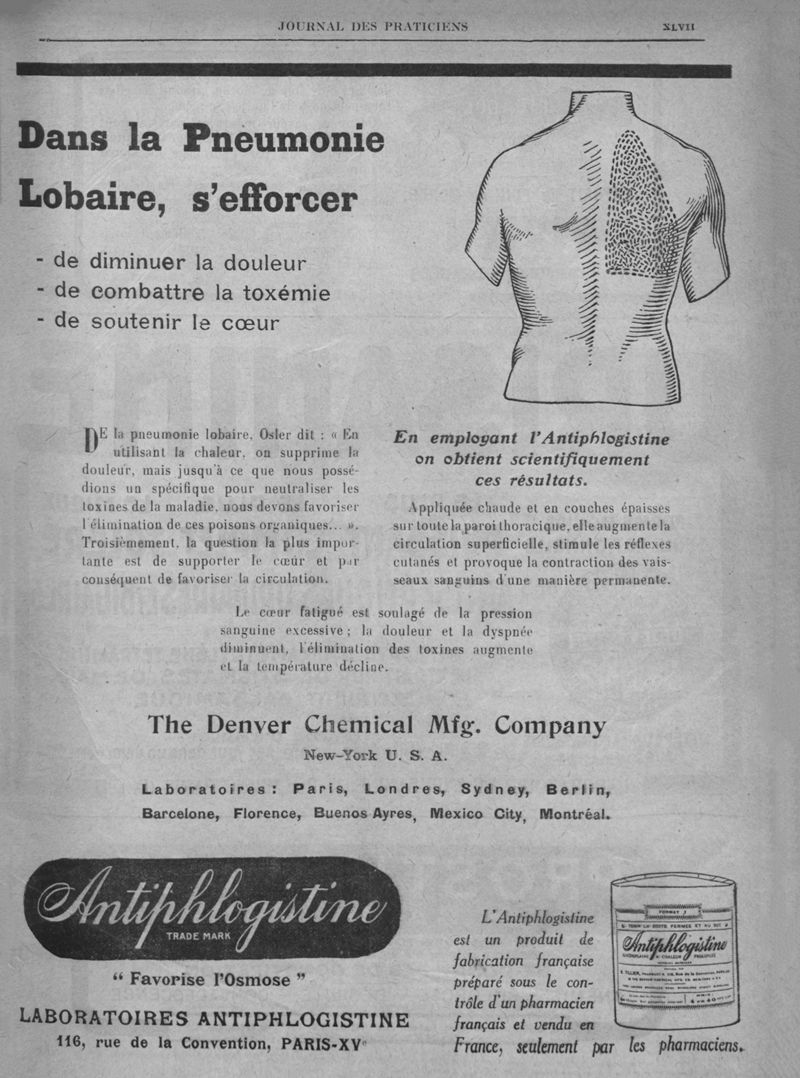 JOURNAL DES PRATICIENS
XLVII
Dans la Pneumonie
Lobaire, s'efforcer
- de diminuer la douleur
- de combattre la toxémie
- de soutenir le cœur
DE la pneumonie lobaire, Osler dit : « En
utilisant la chaleur, on supprime la
douleur, mais jusqu'à ce que nous possé-
dions un spécifique pour neutraliser les
toxines de la maladie, nous devons favoriser
l'élimination de ces poisons organiques... ».
Troisièmement, la question la plus impor-
tante est de supporter le cœur et par
conséquent de favoriser la circulation.
En employant l'Antiphlogistine
on obtient scientifiquement
ces résultats.
Appliquée chaude et en couches épaisses
sur toute la paroi thoracique, elle augmente la
circulation superficielle, stimule les réflexes
cutanés et provoque la contraction des vais-
seaux sanguins d'une manière permanente.
Le cœur fatigué est soulagé de la pression
sanguine excessive ; la douleur et la dyspnée
diminuent, l'élimination des toxines augmente
et la température décline.
The Denver Chemical Mfg. Company
New-York U. S. A.
Laboratoires : Paris, Londres, Sydney, Berlin,
Barcelone, Florence, Buenos Ayres, Mexico City, Montréal.
Antiphlogistine
TRADE MARK
“ Favorise l'Osmose ”
LABORATOIRES ANTIPHLOGISTINE
116, rue de la Convention, PARIS-XVe
L'Antiphlogistine
est un produit de
fabrication française
préparé sous le con-
trôle d'un pharmacien
français et vendu en
France, seulement par les pharmaciens.
FORMAT
Antiphlogistine